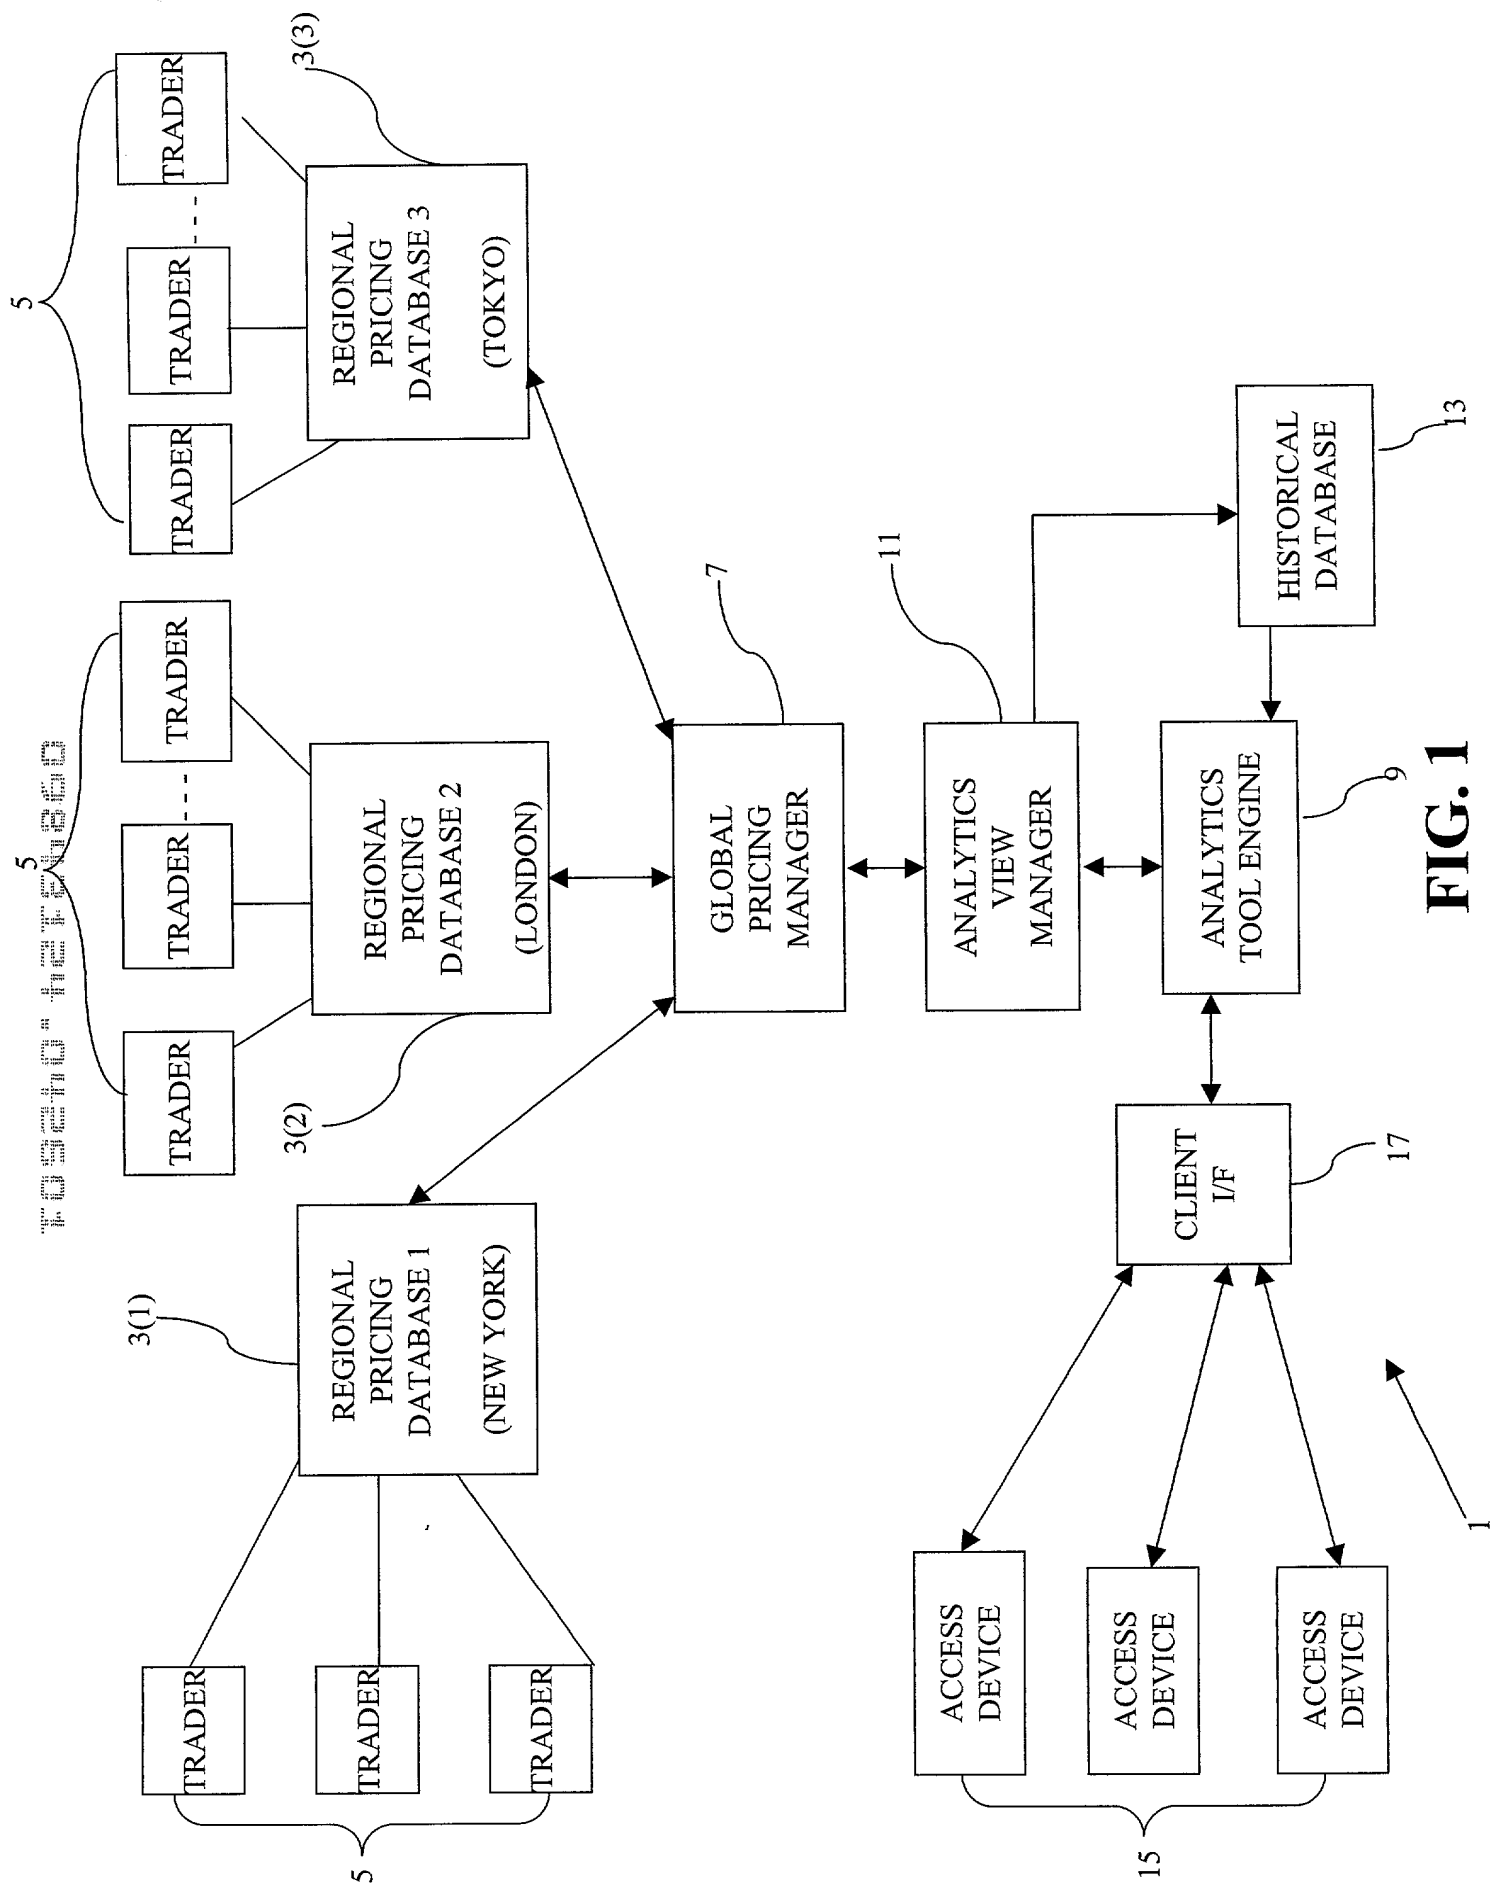 5
TRADER
TRADER
TRADER
3(1)
REGIONAL
PRICING
DATABASE 1
(NEW YORK)
5
TRADER
TRADER
TRADER
3(2)
REGIONAL
PRICING
DATABASE 2
(LONDON)
5
TRADER
TRADER
TRADER
3(3)
REGIONAL
PRICING
DATABASE 3
(TOKYO)
GLOBAL
PRICING
MANAGER
7
ANALYTICS
VIEW
MANAGER
11
15
ACCESS
DEVICE
ACCESS
DEVICE
ACCESS
DEVICE
CLIENT
I/F
17
ANALYTICS
TOOL ENGINE
9
HISTORICAL
DATABASE
13
1
FIG. 1